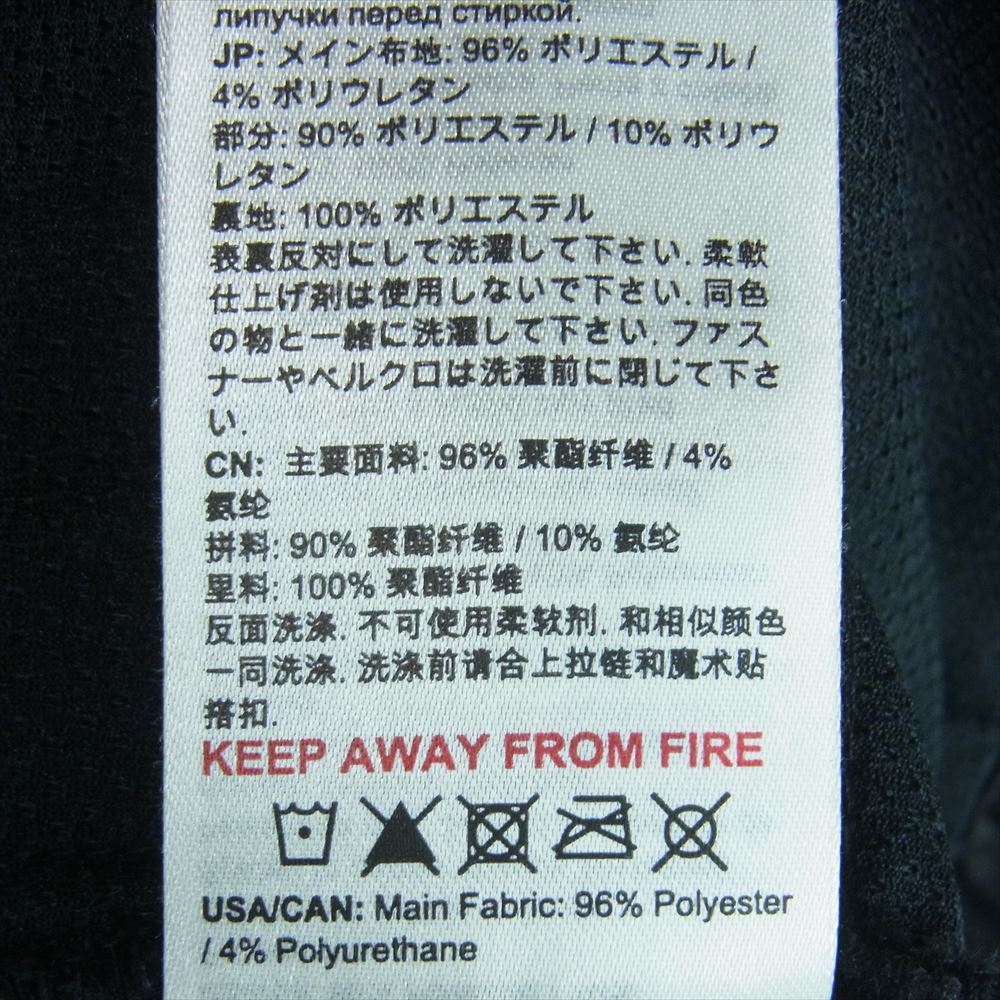 липучки перед стиркой.
JP: メイン布地: 96% ポリエステル /
4% ポリウレタン
部分: 90% ポリエステル / 10% ポリウ
レタン
裏地: 100% ポリエステル
表裏反対にして洗濯して下さい. 柔軟
仕上げ剤は使用しないで下さい. 同色
の物と一緒に洗濯して下さい. ファス
ナーやベルクロは洗濯前に閉じて下さ
い.
CN: 主要面料: 96% 聚酯纤维 / 4%
氨纶
拼料: 90% 聚酯纤维 / 10% 氨纶
里料: 100% 聚酯纤维
反面洗涤. 不可使用柔软剂. 和相似颜色
一同洗涤. 洗涤前请合上拉链和魔术贴
搭扣.
KEEP AWAY FROM FIRE
USA/CAN: Main Fabric: 96% Polyester
/ 4% Polyurethane